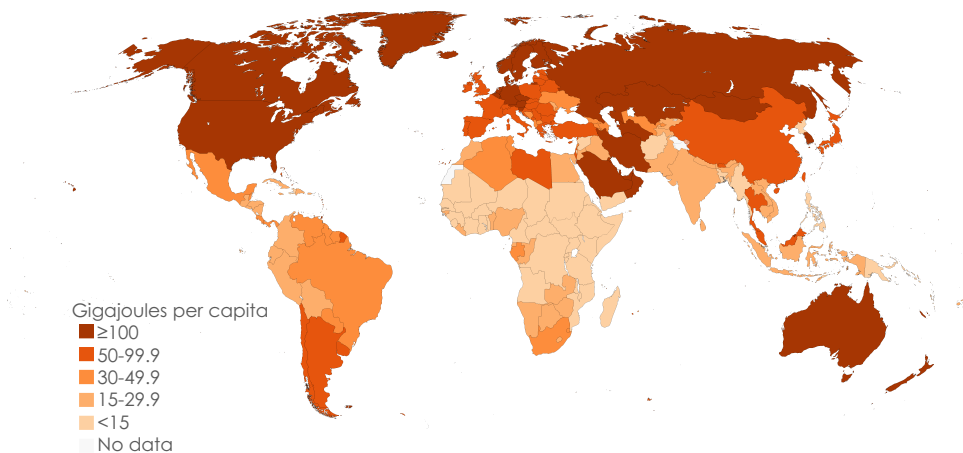 Gigajoules per capita
≥100
50-99.9
30-49.9
15-29.9
<15
No data